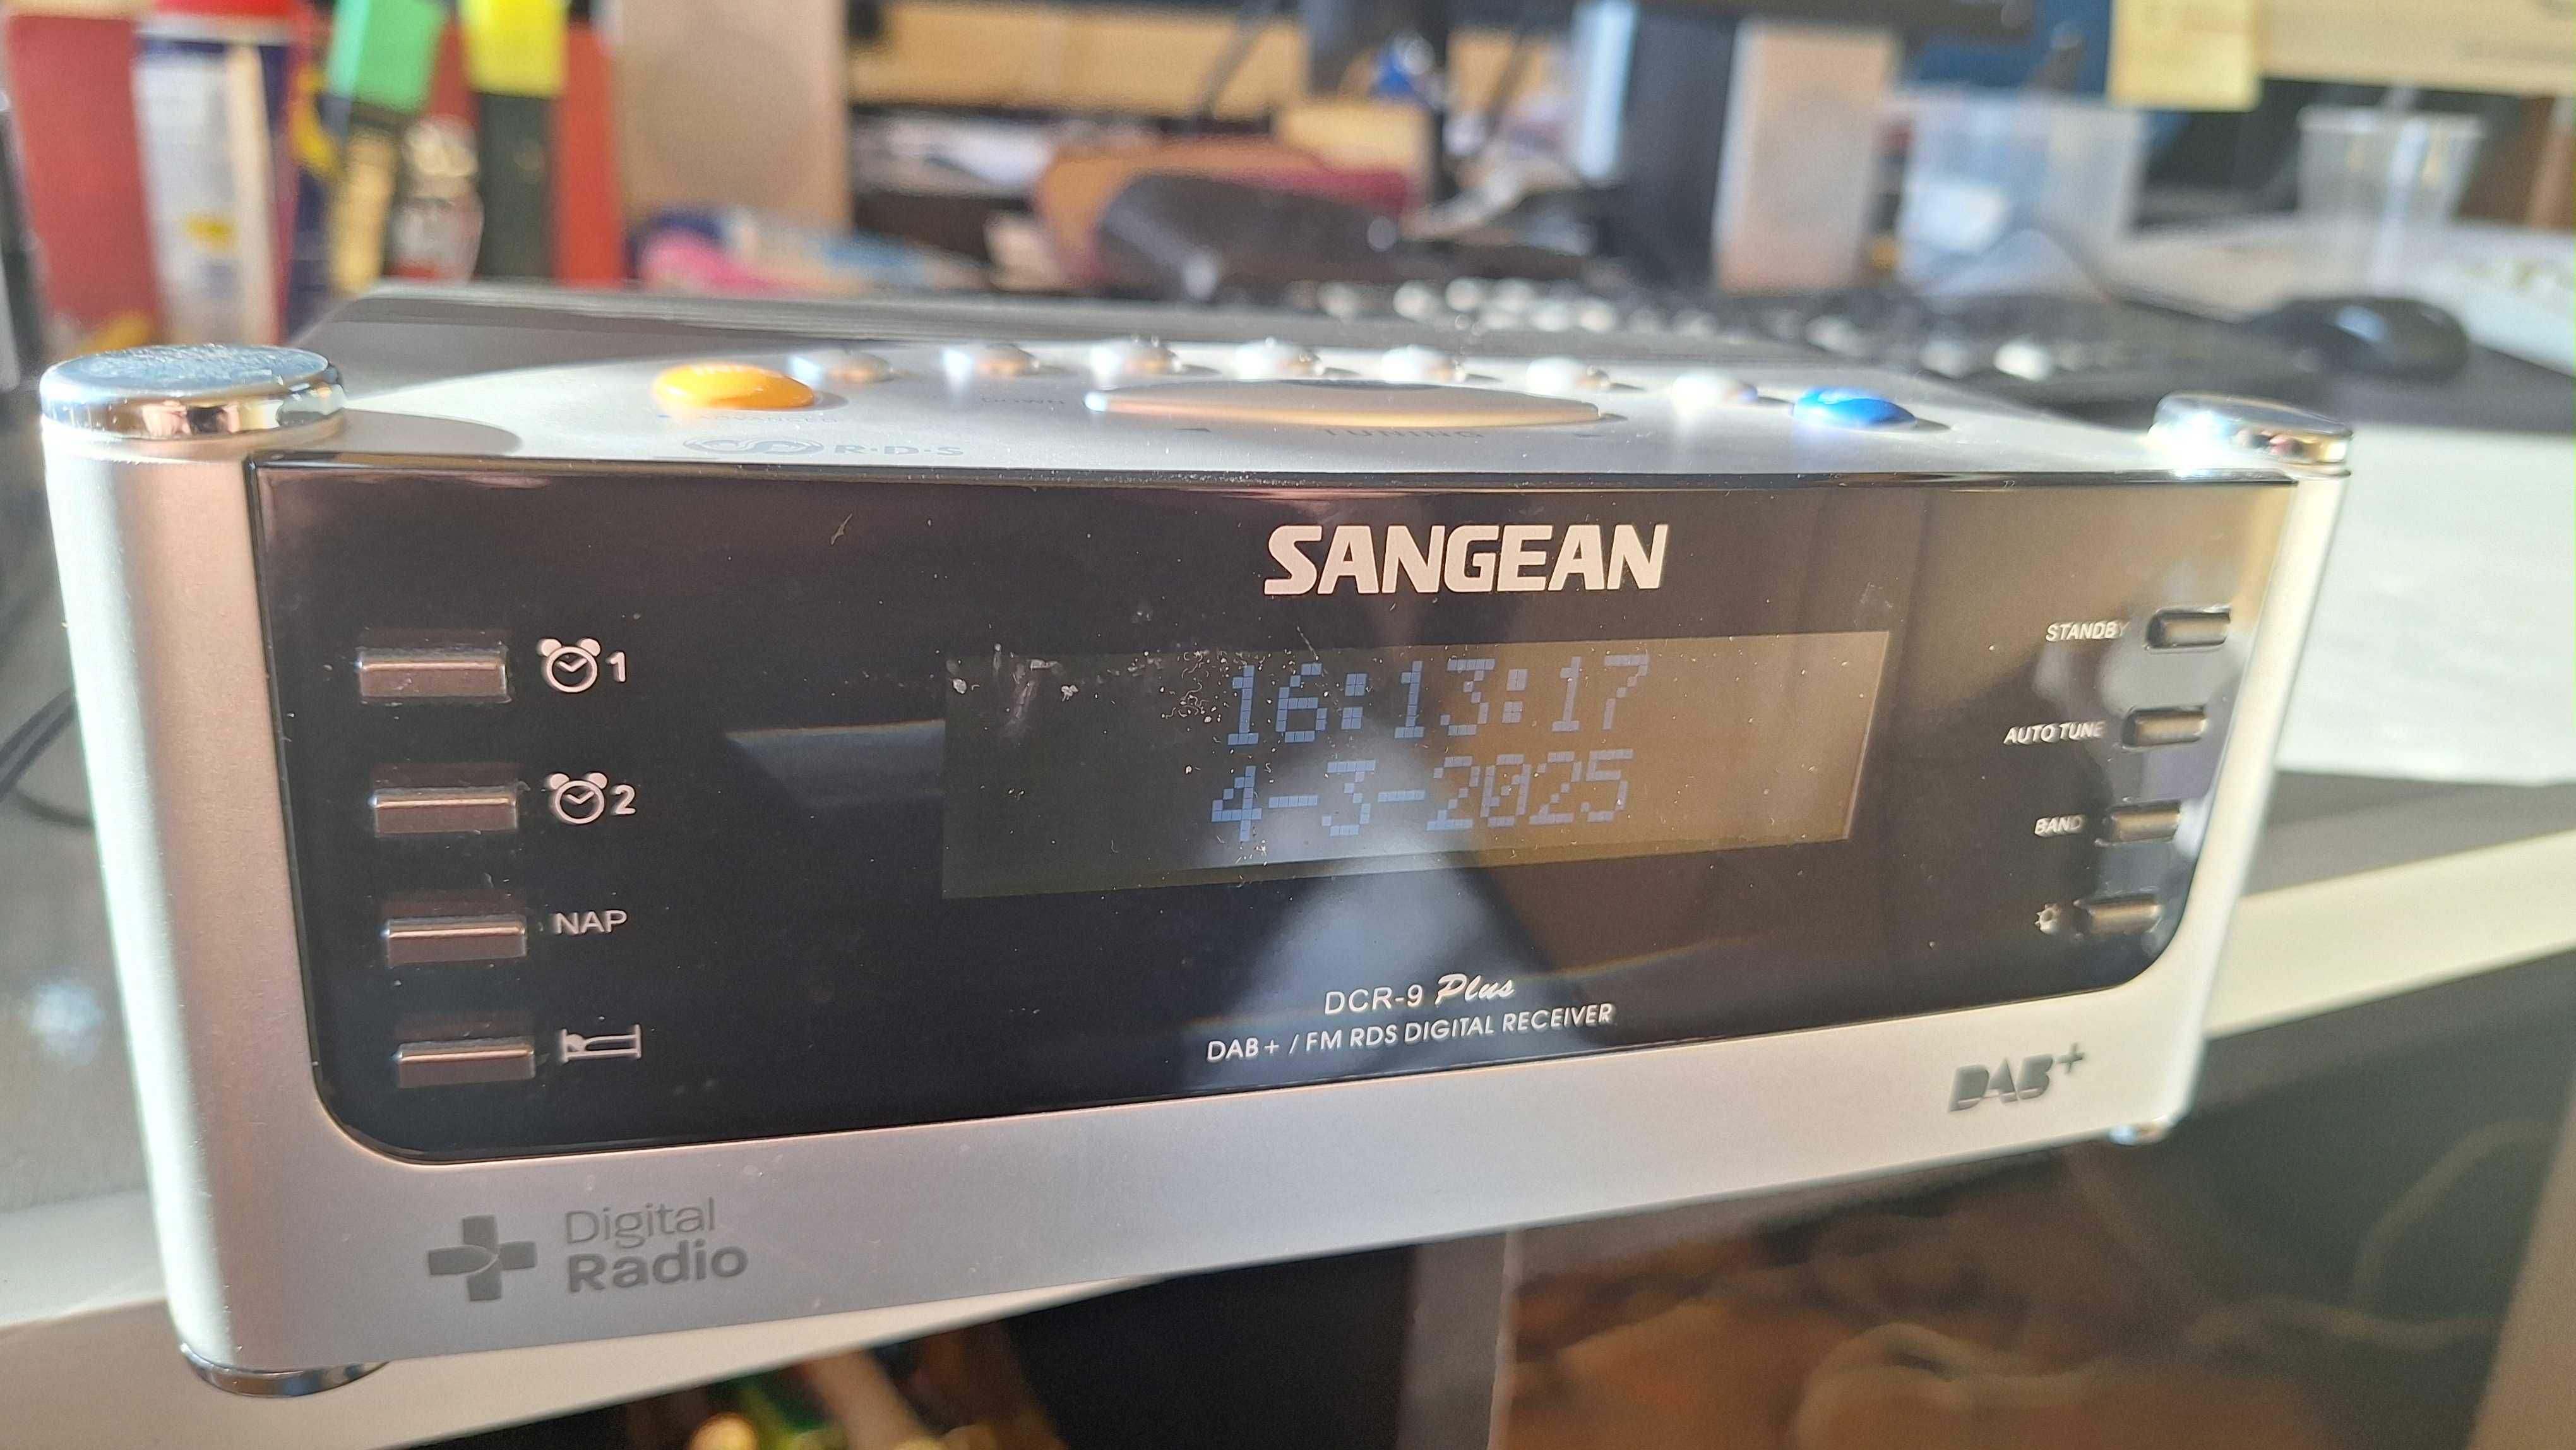 DOWN
R·D·S
TUNING
SANGEAN
1
STANDBY
16:13:17
AUTO TUNE
2
4-3-2025
BAND
NAP
DCR-9 Plus
DAB+ / FM RDS DIGITAL RECEIVER
DAB+
Digital
Radio